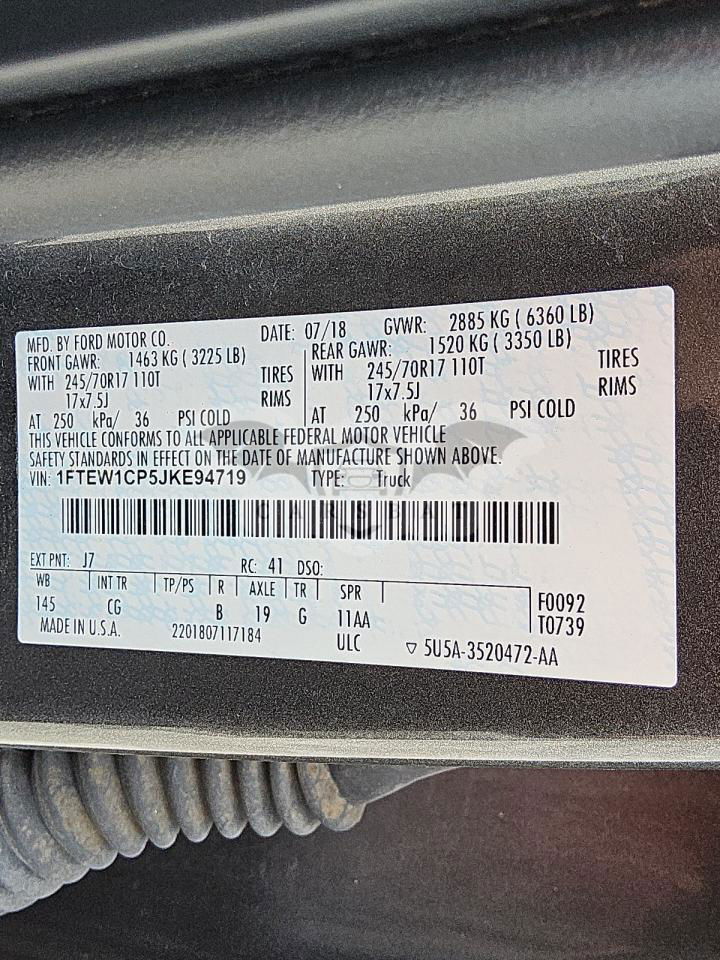 MFD. BY FORD MOTOR CO. DATE: 07/18 GVWR: 2885 KG ( 6360 LB)
FRONT GAWR: 1463 KG ( 3225 LB) REAR GAWR: 1520 KG ( 3350 LB)
WITH 245/70R17 110T TIRES WITH 245/70R17 110T TIRES
17x7.5J RIMS 17x7.5J RIMS
AT 250 kPa/ 36 PSI COLD AT 250 kPa/ 36 PSI COLD
THIS VEHICLE CONFORMS TO ALL APPLICABLE FEDERAL MOTOR VEHICLE
SAFETY STANDARDS IN EFFECT ON THE DATE OF MANUFACTURE SHOWN ABOVE.
VIN: 1FTEW1CP5JKE94719 TYPE: Truck
CARSBAT
EXT PNT: J7 RC: 41 DSO:
WB INT TR TP/PS R AXLE TR SPR
145 CG B 19 G 11AA F0092
MADE IN U.S.A. 2201807117184 ULC T0739
5U5A-3520472-AA